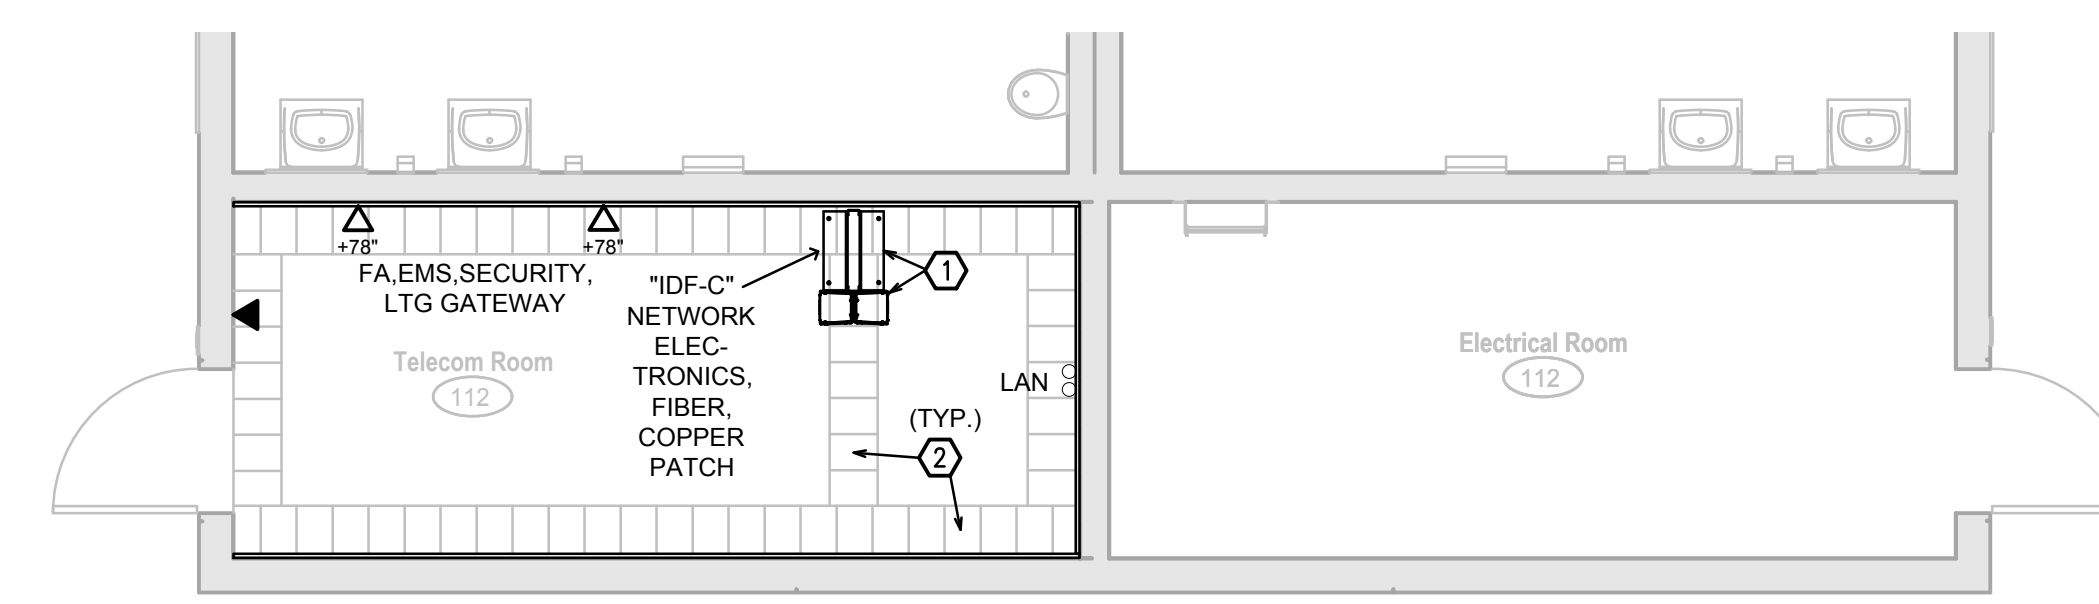 +78"
+78"
FA,EMS,SECURITY,
LTG GATEWAY
Telecom Room
112
"IDF-C"
NETWORK
ELEC-
TRONICS,
FIBER,
COPPER
PATCH
1
LAN
(TYP.)
2
Electrical Room
112